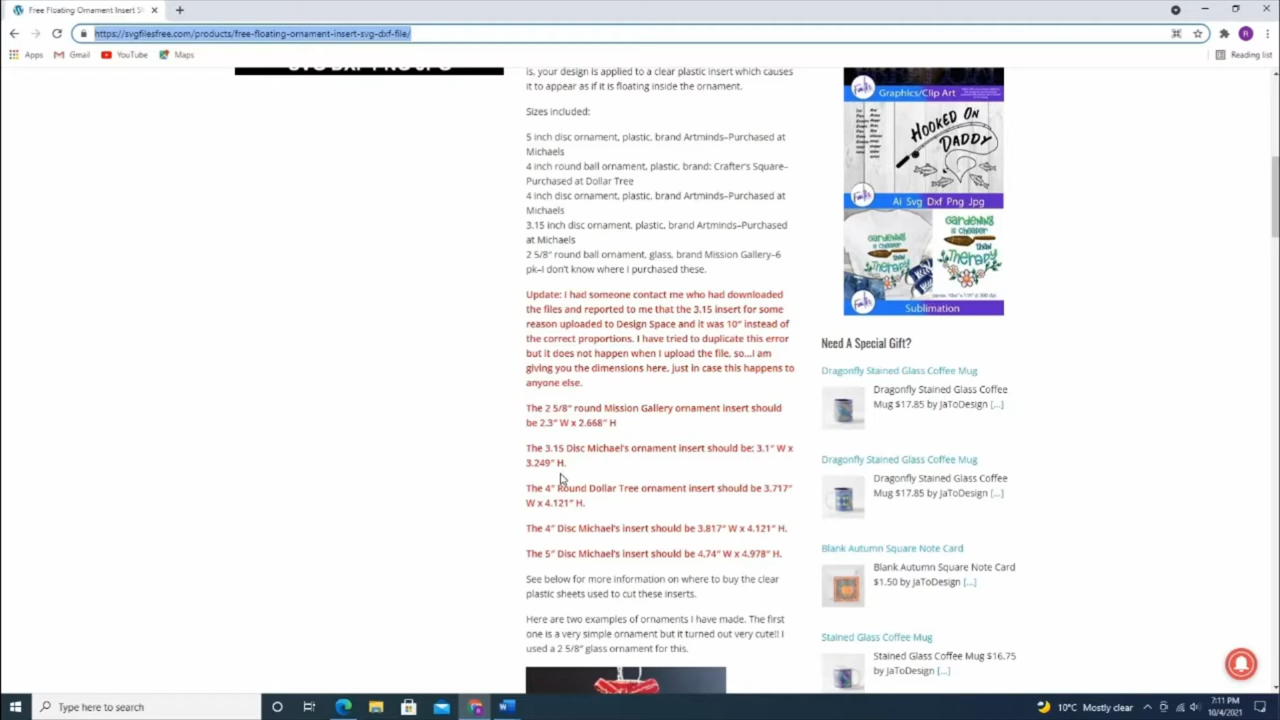 Free Floating Ornament Insert S
https://svgfilesfree.com/products/free-floating-ornament-insert-svg-dxf-file/
R
Apps
Gmail
YouTube
Maps
Reading list
is, your design is applied to a clear plastic insert which causes
it to appear as if it is floating inside the ornament.
Sizes included:
5 inch disc ornament, plastic, brand Artminds–Purchased at
Michaels
4 inch round ball ornament, plastic, brand: Crafter's Square–
Purchased at Dollar Tree
4 inch disc ornament, plastic, brand Artminds–Purchased at
Michaels
3.15 inch disc ornament, plastic, brand Artminds–Purchased
at Michaels
2 5/8" round ball ornament, glass, brand Mission Gallery–6
pk–I don't know where I purchased these.
Update: I had someone contact me who had downloaded
the files and reported to me that the 3.15 insert for some
reason uploaded to Design Space and it was 10" instead of
the correct proportions. I have tried to duplicate this error
but it does not happen when I upload the file, so...I am
giving you the dimensions here, just in case this happens to
anyone else.
The 2 5/8" round Mission Gallery ornament insert should
be 2.3" W x 2.668" H
The 3.15 Disc Michael's ornament insert should be: 3.1" W x
3.249" H.
The 4" Round Dollar Tree ornament insert should be 3.717"
W x 4.121" H.
The 4" Disc Michael's insert should be 3.817" W x 4.121" H.
The 5" Disc Michael's insert should be 4.74" W x 4.978" H.
See below for more information on where to buy the clear
plastic sheets used to cut these inserts.
Here are two examples of ornaments I have made. The first
one is a very simple ornament but it turned out very cute!! I
used a 2 5/8" glass ornament for this.
Graphics/Clip Art
HOOKED ON
DADDY
Ai Svg Dxf Png Jpg
GARDENING
IS CHEAPER
THAN
THERAPY
GARDENING
IS CHEAPER
THAN
THERAPY
Sublimation
Need A Special Gift?
Dragonfly Stained Glass Coffee Mug
Dragonfly Stained Glass Coffee
Mug $17.85 by JaToDesign [...]
Dragonfly Stained Glass Coffee Mug
Dragonfly Stained Glass Coffee
Mug $17.85 by JaToDesign [...]
Blank Autumn Square Note Card
Blank Autumn Square Note Card
$1.50 by JaToDesign [...]
Stained Glass Coffee Mug
Stained Glass Coffee Mug $16.75
by JaToDesign [...]
Type here to search
10°C Mostly clear
7:11 PM
10/4/2021